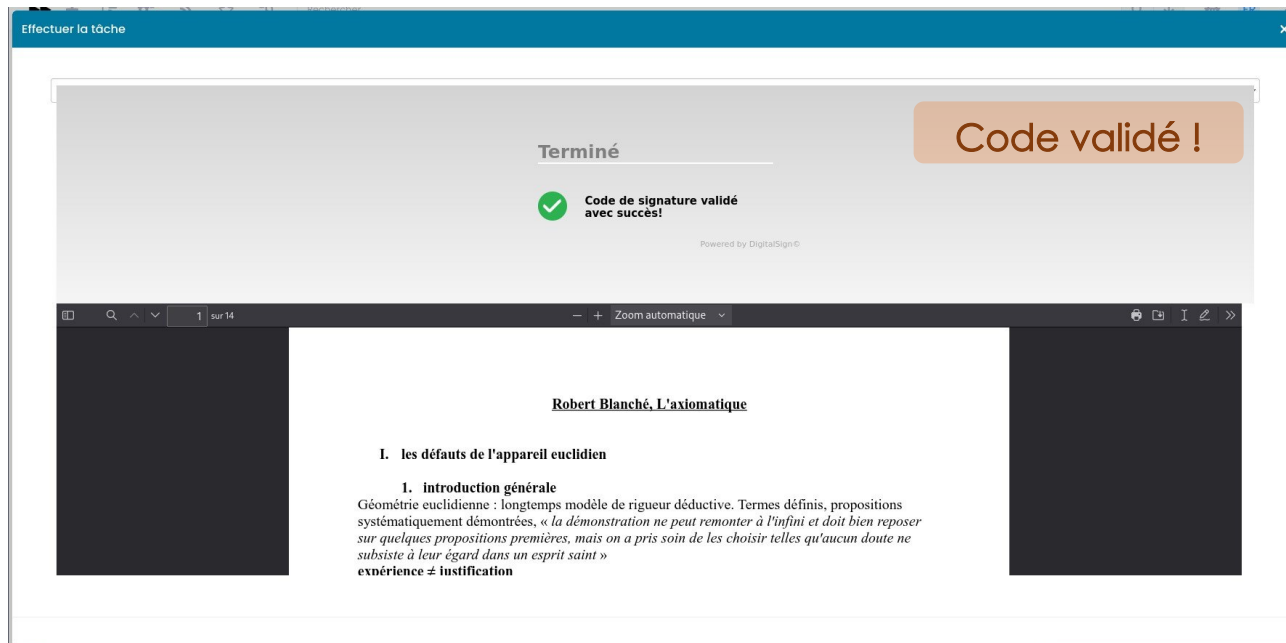 Rechercher
Effectuer la tâche
Code validé !
Terminé
Code de signature validé
avec succès!
Powered by DigitalSign©
1 sur 14
Zoom automatique
Robert Blanché, L'axiomatique
I. les défauts de l'appareil euclidien
1. introduction générale
Géométrie euclidienne : longtemps modèle de rigueur déductive. Termes définis, propositions
systématiquement démontrées, « la démonstration ne peut remonter à l'infini et doit bien reposer
sur quelques propositions premières, mais on a pris soin de les choisir telles qu'aucun doute ne
subsiste à leur égard dans un esprit saint »
expérience ≠ justification